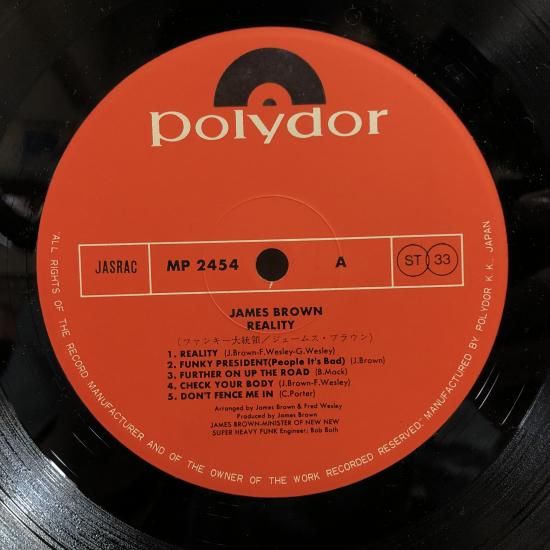 polydor
JASRAC MP 2454 A ST 33
JAMES BROWN
REALITY
(ファンキー大統領/ジェームス・ブラウン)
1. REALITY (J.Brown-F.Wesley-G.Wesley)
2. FUNKY PRESIDENT(People It's Bad) (J.Brown)
3. FURTHER ON UP THE ROAD (B.Mack)
4. CHECK YOUR BODY (J.Brown-F.Wesley)
5. DON'T FENCE ME IN (C.Porter)
Arranged by James Brown & Fred Wesley
Produced by James Brown
JAMES BROWN-MINISTER OF NEW NEW
SUPER HEAVY FUNK Engineer; Bob Both
"ALL RIGHTS OF THE RECORD MANUFACTURER AND OF THE OWNER OF THE WORK RECORDED RESERVED" MANUFACTURED BY POLYDOR K.K., JAPAN